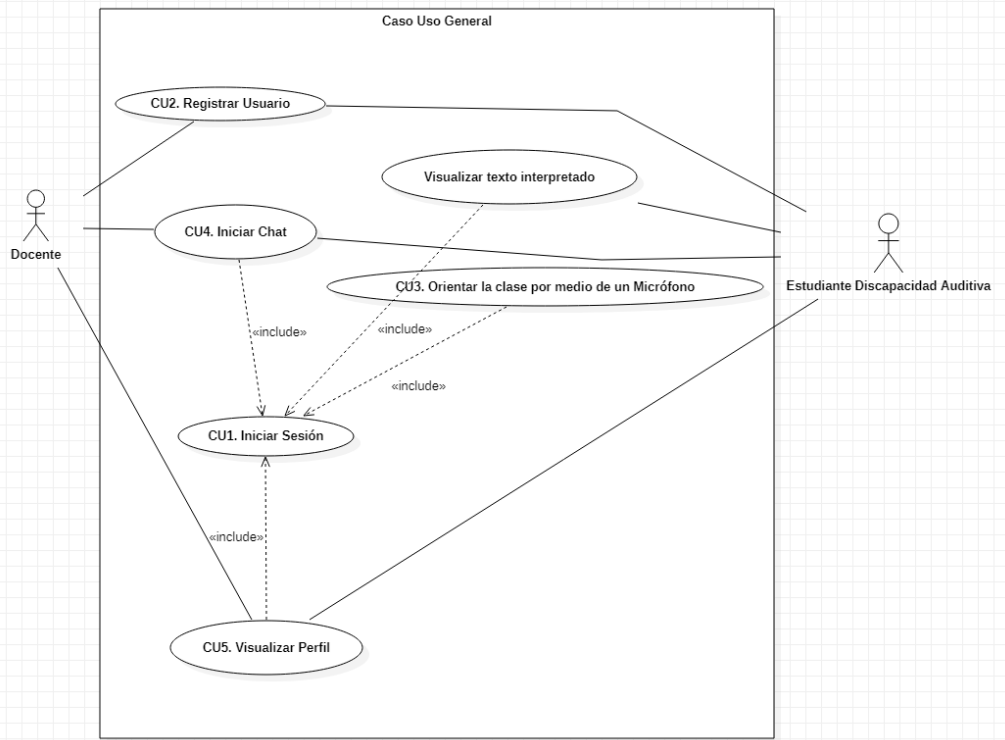 Caso Uso General
CU2. Registrar Usuario
Visualizar texto interpretado
CU4. Iniciar Chat
Docente
CU3. Orientar la clase por medio de un Micrófono
Estudiante Discapacidad Auditiva
«include»
«include»
«include»
CU1. Iniciar Sesión
«include»
CU5. Visualizar Perfil